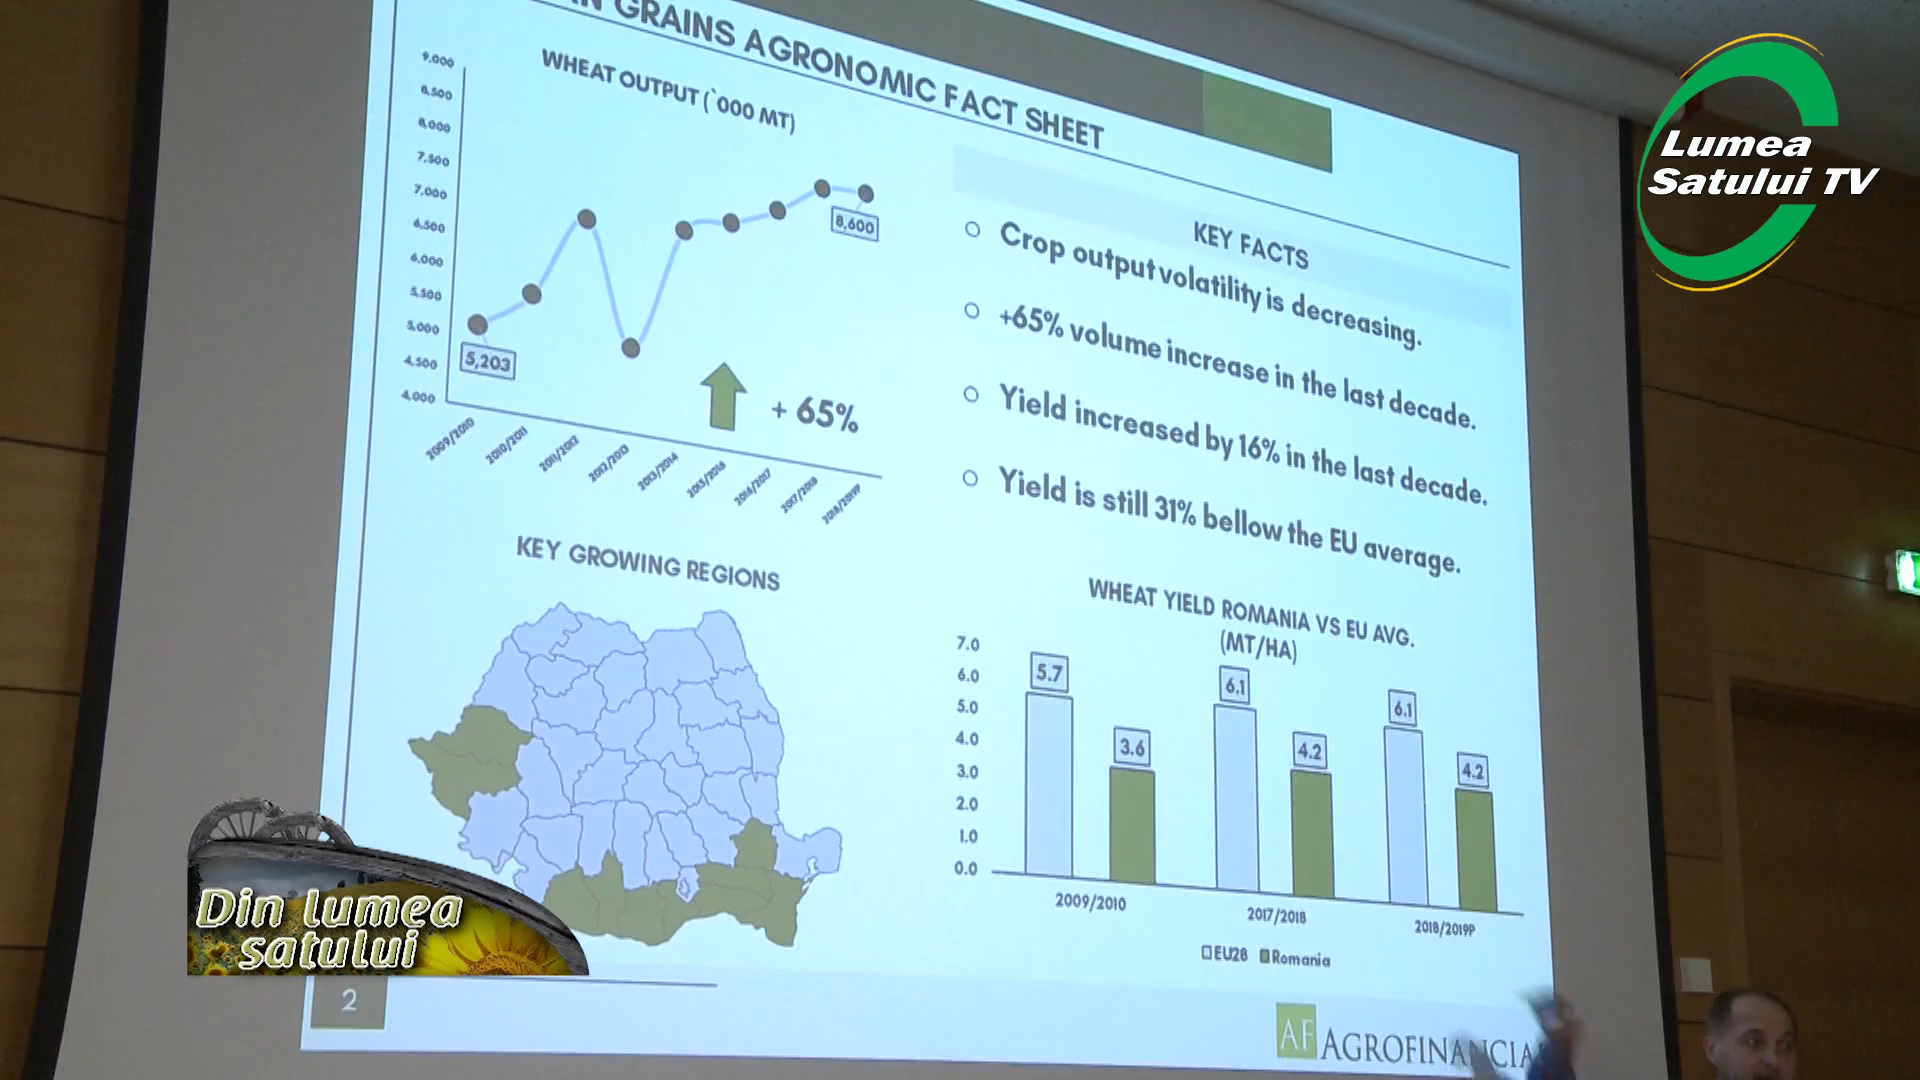 GRAINS AGRONOMIC FACT SHEET
WHEAT OUTPUT (`000 MT)
9,000
8,500
8,000
7,500
7,000
6,500
6,000
5,500
5,000
4,500
4,000
5,203
8,600
+ 65%
2009/2010
2010/2011
2011/2012
2012/2013
2013/2014
2015/2016
2016/2017
2017/2018
2018/2019P
KEY FACTS
Crop output volatility is decreasing.
+65% volume increase in the last decade.
Yield increased by 16% in the last decade.
Yield is still 31% bellow the EU average.
KEY GROWING REGIONS
WHEAT YIELD ROMANIA VS EU AVG.
(MT/HA)
7.0
6.0
5.0
4.0
3.0
2.0
1.0
0.0
5.7
3.6
6.1
4.2
6.1
4.2
2009/2010
2017/2018
2018/2019P
EU28 Romania
2
AF AGROFINANCIA
Lumea
Satului TV
Din lumea
satului